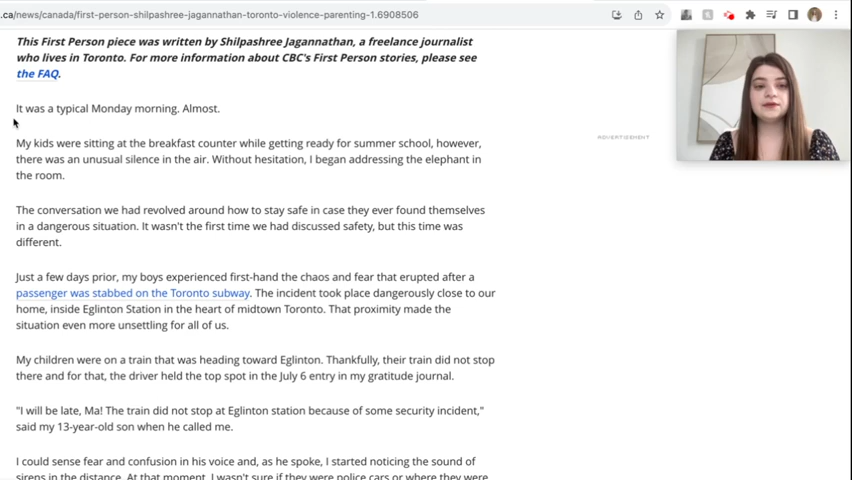 .ca/news/canada/first-person-shilpashree-jagannathan-toronto-violence-parenting-1.6908506
This First Person piece was written by Shilpashree Jagannathan, a freelance journalist
who lives in Toronto. For more information about CBC's First Person stories, please see
the FAQ.
It was a typical Monday morning. Almost.
ADVERTISEMENT
My kids were sitting at the breakfast counter while getting ready for summer school, however,
there was an unusual silence in the air. Without hesitation, I began addressing the elephant in
the room.
The conversation we had revolved around how to stay safe in case they ever found themselves
in a dangerous situation. It wasn't the first time we had discussed safety, but this time was
different.
Just a few days prior, my boys experienced first-hand the chaos and fear that erupted after a
passenger was stabbed on the Toronto subway. The incident took place dangerously close to our
home, inside Eglinton Station in the heart of midtown Toronto. That proximity made the
situation even more unsettling for all of us.
My children were on a train that was heading toward Eglinton. Thankfully, their train did not stop
there and for that, the driver held the top spot in the July 6 entry in my gratitude journal.
"I will be late, Ma! The train did not stop at Eglinton station because of some security incident,"
said my 13-year-old son when he called me.
I could sense fear and confusion in his voice and, as he spoke, I started noticing the sound of
sirens in the distance. At that moment, I wasn't sure if they were police cars or where they were